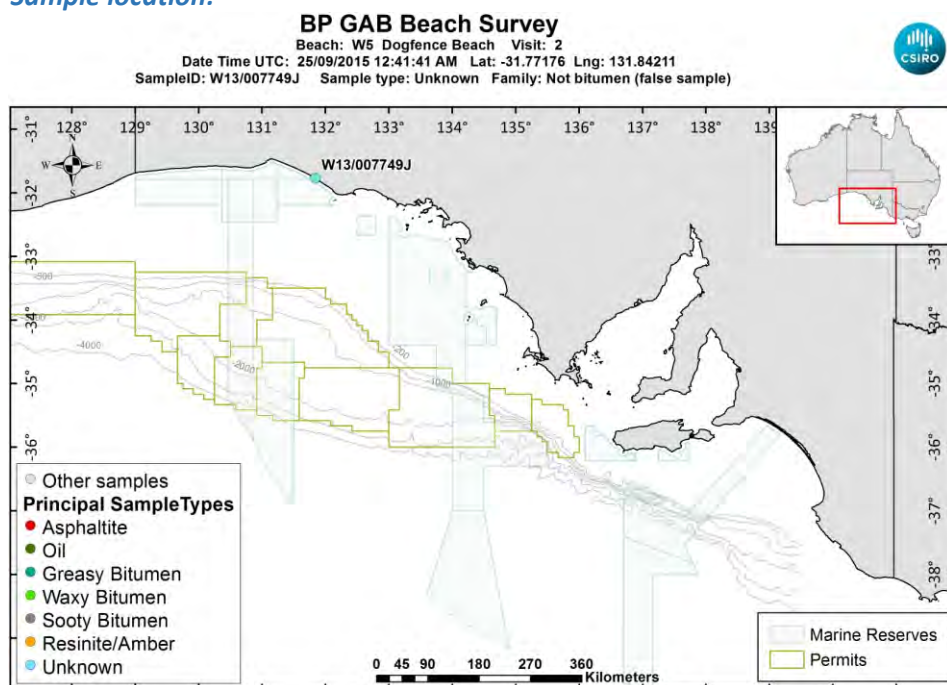 Sample location:
BP GAB Beach Survey
Beach: W5 Dogfence Beach Visit: 2
Date Time UTC: 25/09/2015 12:41:41 AM Lat: -31.77176 Lng: 131.84211
SampleID: W13/007749J Sample type: Unknown Family: Not bitumen (false sample)
CSIRO
128° 129° 130° 131° 132° 133° 134° 135° 136° 137° 138° 139
-31°
N
W E
S
W13/007749J
-32°
-33°
-34°
-35°
-36°
-37°
-38°
-33°
-34°
-35°
-36°
-37°
-38°
-4000
-2000
-200
-1000
Other samples
Principal SampleTypes
Asphaltite
Oil
Greasy Bitumen
Waxy Bitumen
Sooty Bitumen
Resinite/Amber
Unknown
0 45 90 180 270 360
Kilometers
Marine Reserves
Permits